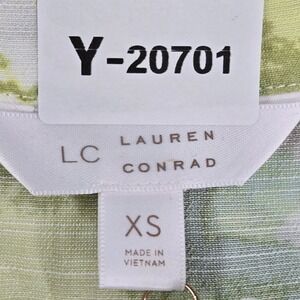 Y-20701
LC LAUREN
CONRAD
XS
MADE IN
VIETNAM